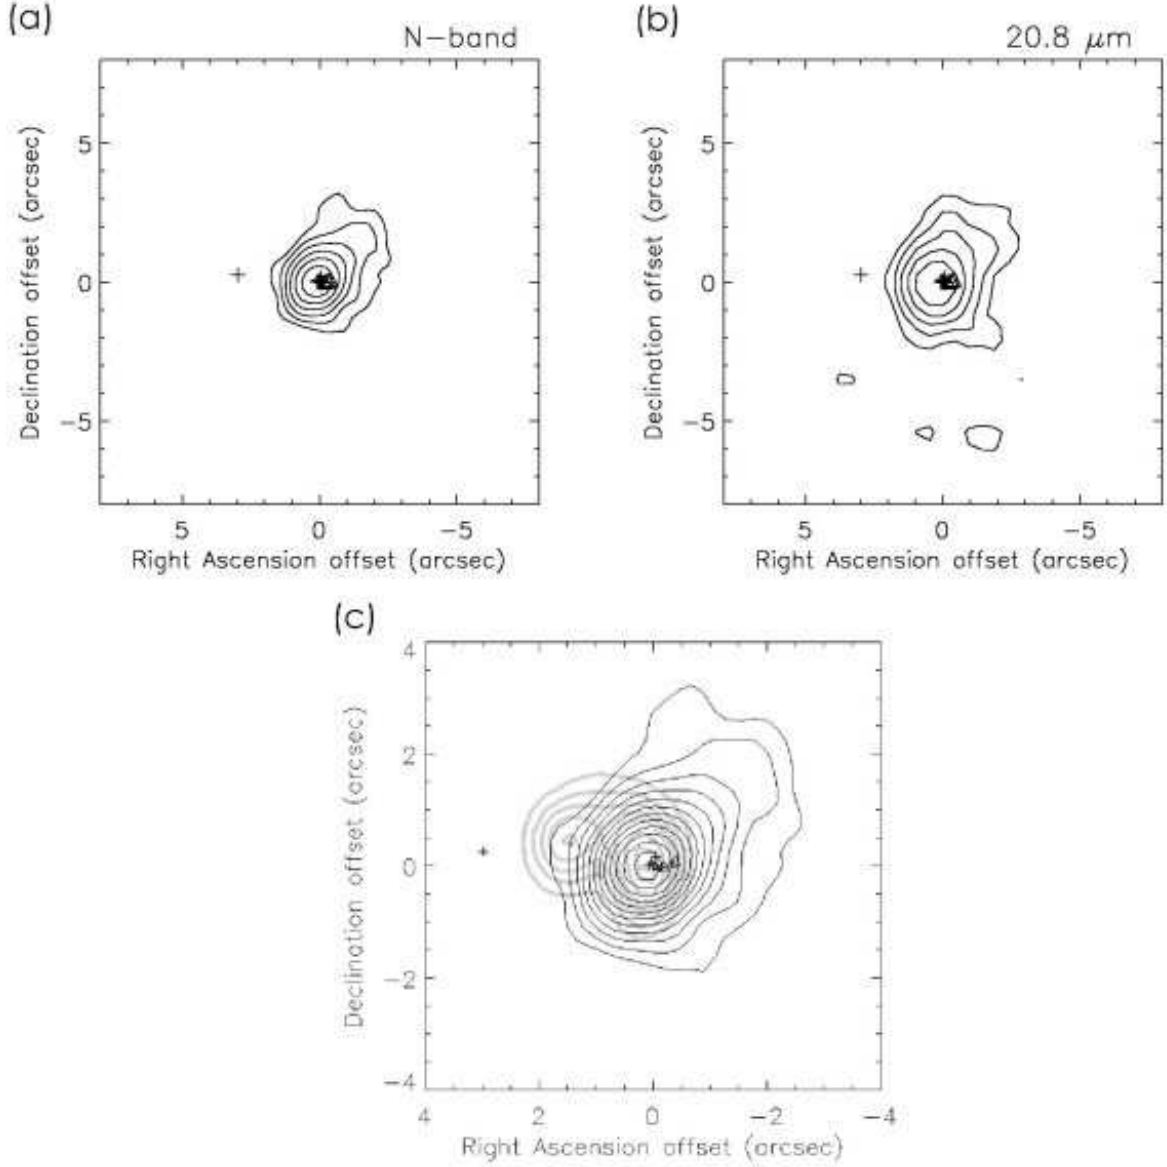 (a)
N-band
Declination offset (arcsec)
5
0
-5
5
0
-5
Right Ascension offset (arcsec)
(b)
20.8 μm
Declination offset (arcsec)
5
0
-5
5
0
-5
Right Ascension offset (arcsec)
(c)
Declination offset (arcsec)
4
2
0
-2
-4
4
2
0
-2
-4
Right Ascension offset (arcsec)